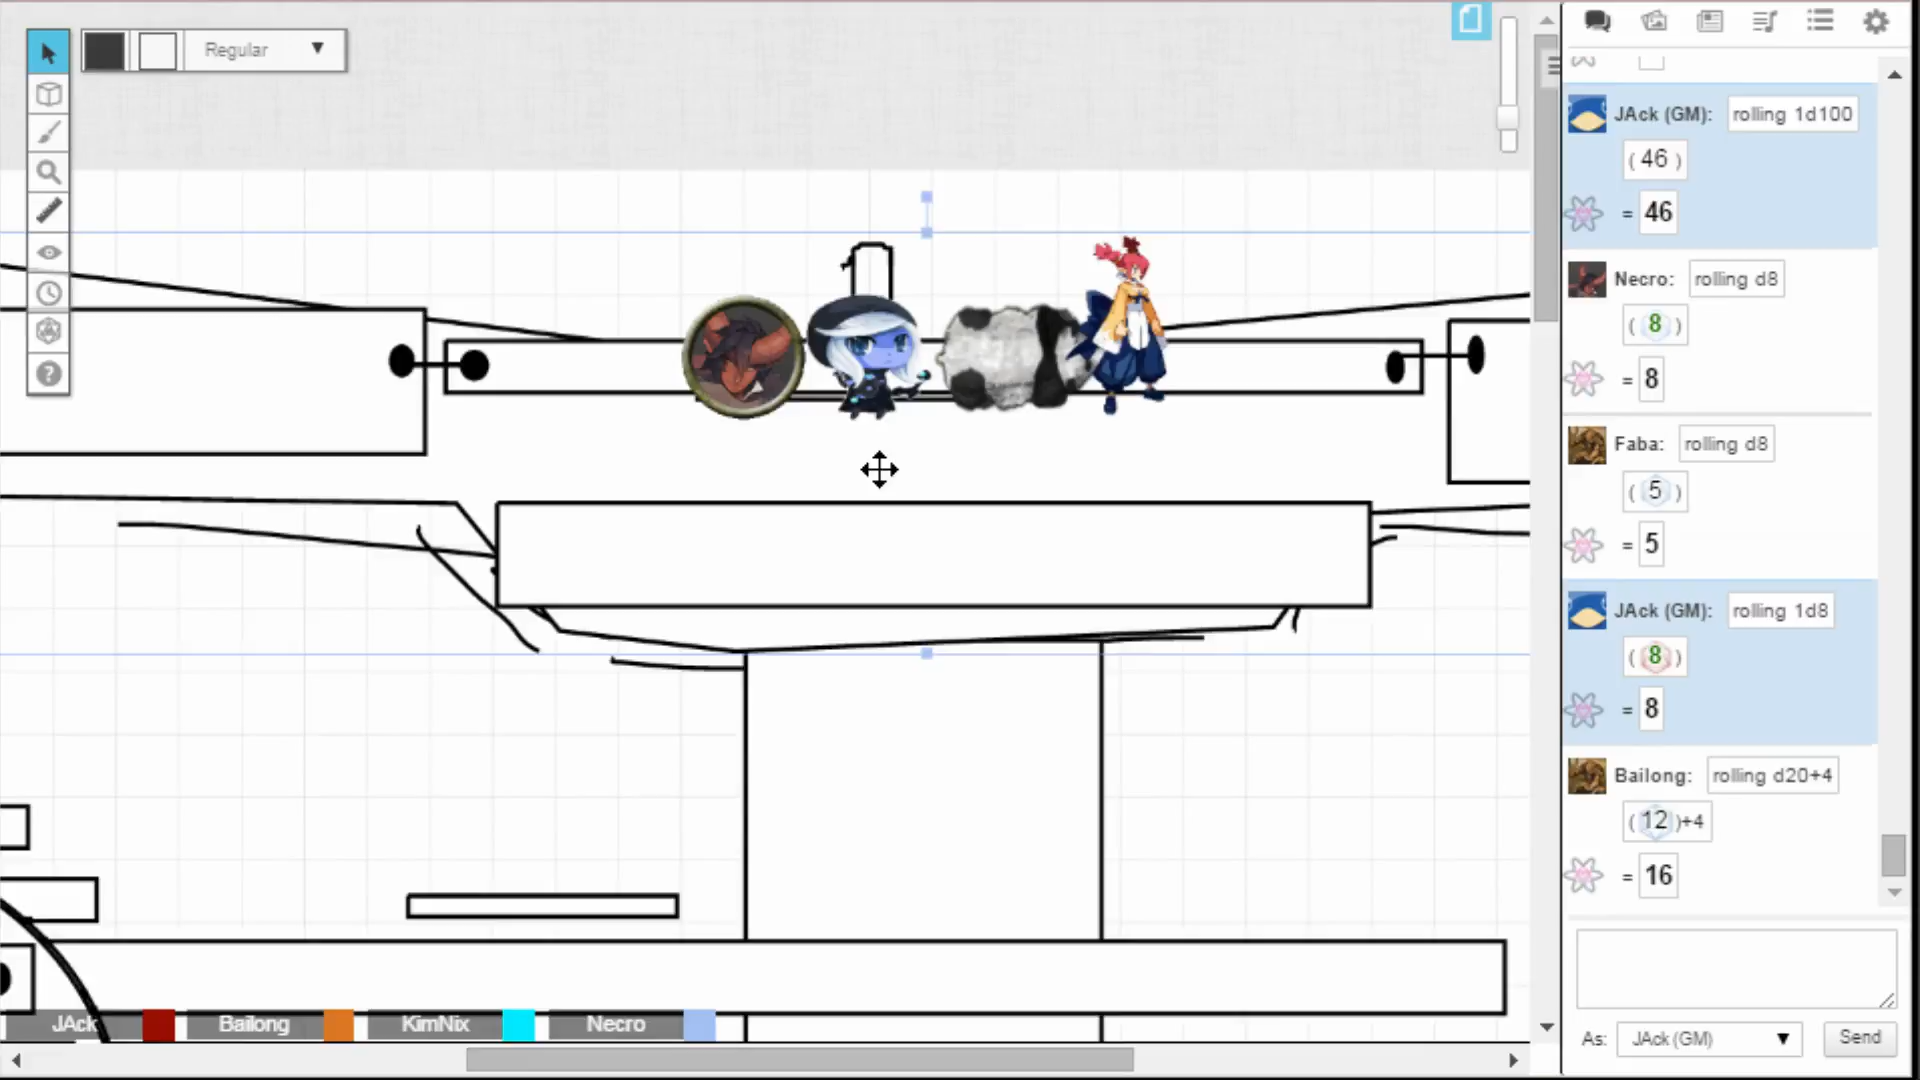 Regular
JAck (GM): rolling 1d100
( 46 )
= 46
Necro: rolling d8
( 8 )
= 8
Faba: rolling d8
( 5 )
= 5
JAck (GM): rolling 1d8
( 8 )
= 8
Bailong: rolling d20+4
( 12 )+4
= 16
JAck Bailong KimNix Necro
As: JAck (GM) Send